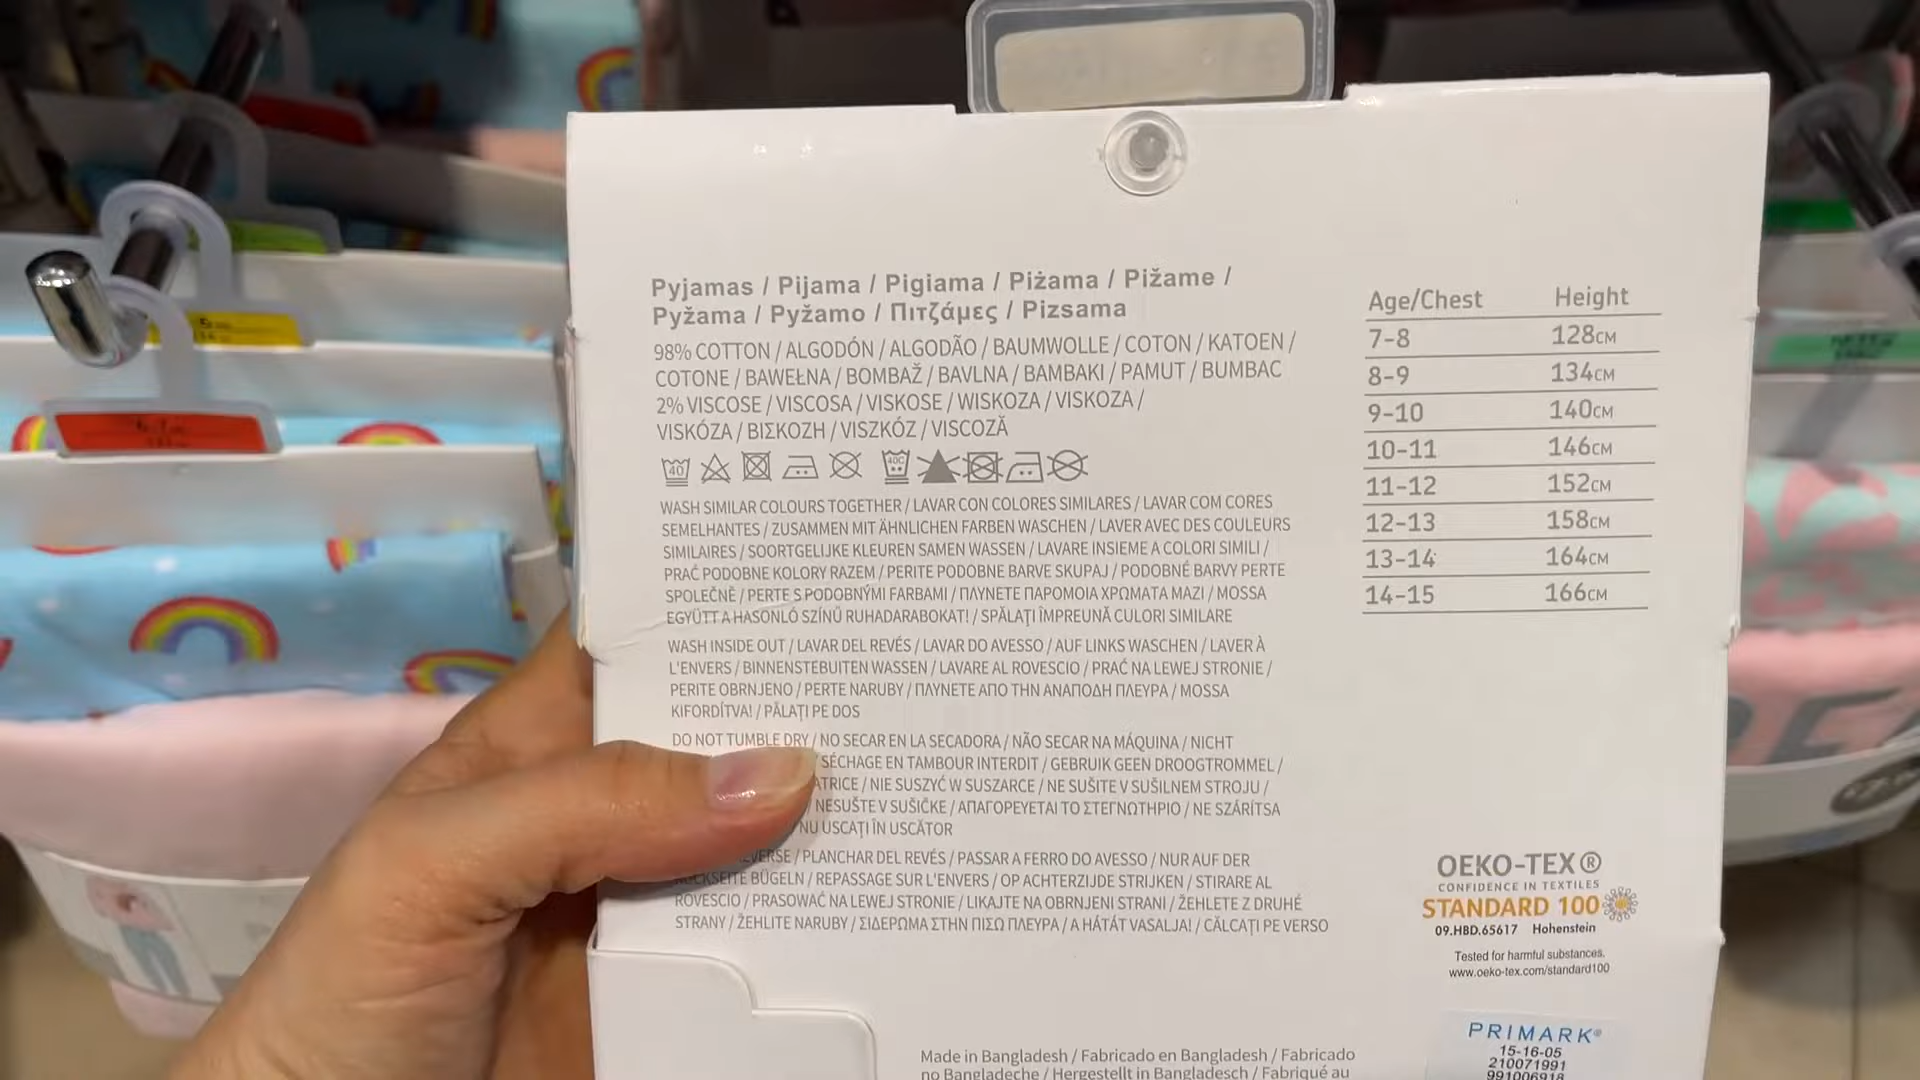 Pyjamas / Pijama / Pigiama / Piżama / Pižame /
Pyžama / Pyžamo / Πιτζάμες / Pizsama
98% COTTON / ALGODÓN / ALGODÃO / BAUMWOLLE / COTON / KATOEN /
COTONE / BAWEŁNA / BOMBAŽ / BAVLNA / BAMBAKI / PAMUT / BUMBAC
2% VISCOSE / VISCOSA / VISKOSE / WISKOZA / VISKOZA /
VISKÓZA / ΒΙΣΚΟΖΗ / VISZKÓZ / VISCOZĂ
40
40C
WASH SIMILAR COLOURS TOGETHER / LAVAR CON COLORES SIMILARES / LAVAR COM CORES
SEMELHANTES / ZUSAMMEN MIT ÄHNLICHEN FARBEN WASCHEN / LAVER AVEC DES COULEURS
SIMILAIRES / SOORTGELIJKE KLEUREN SAMEN WASSEN / LAVARE INSIEME A COLORI SIMILI /
PRAĆ PODOBNE KOLORY RAZEM / PERITE PODOBNE BARVE SKUPAJ / PODOBNÉ BARVY PERTE
SPOLEČNĚ / PERTE S PODOBNÝMI FARBAMI / ΠΛΥΝΕΤΕ ΠΑΡΟΜΟΙΑ ΧΡΩΜΑΤΑ ΜΑΖΙ / MOSSA
EGYÜTT A HASONLÓ SZÍNŰ RUHADARABOKAT! / SPĂLAȚI ÎMPREUNĂ CULORI SIMILARE
WASH INSIDE OUT / LAVAR DEL REVÉS / LAVAR DO AVESSO / AUF LINKS WASCHEN / LAVER À
L'ENVERS / BINNENSTEBUITEN WASSEN / LAVARE AL ROVESCIO / PRAĆ NA LEWEJ STRONIE /
PERITE OBRNJENO / PERTE NARUBY / ΠΛΥΝΕΤΕ ΑΠΟ ΤΗΝ ΑΝΑΠΟΔΗ ΠΛΕΥΡΑ / MOSSA
KIFORDÍTVA! / PĂLAȚI PE DOS
DO NOT TUMBLE DRY / NO SECAR EN LA SECADORA / NÃO SECAR NA MÁQUINA / NICHT
/ SÉCHAGE EN TAMBOUR INTERDIT / GEBRUIK GEEN DROOGTROMMEL /
ATRICE / NIE SUSZYĆ W SUSZARCE / NE SUŠITE V SUŠILNEM STROJU /
/ NESUŠTE V SUŠIČKE / ΑΠΑΓΟΡΕΥΕΤΑΙ ΤΟ ΣΤΕΓΝΩΤΗΡΙΟ / NE SZÁRÍTSA
/ NU USCAȚI ÎN USCĂTOR
EVERSE / PLANCHAR DEL REVÉS / PASSAR A FERRO DO AVESSO / NUR AUF DER
RÜCKSEITE BÜGELN / REPASSAGE SUR L'ENVERS / OP ACHTERZIJDE STRIJKEN / STIRARE AL
ROVESCIO / PRASOWAĆ NA LEWEJ STRONIE / LIKAJTE NA OBRNJENI STRANI / ŽEHLETE Z DRUHÉ
STRANY / ŽEHLITE NARUBY / ΣΙΔΕΡΩΜΑ ΣΤΗΝ ΠΙΣΩ ΠΛΕΥΡΑ / A HÁTÁT VASALJA! / CĂLCAȚI PE VERSO
Made in Bangladesh / Fabricado en Bangladesh / Fabricado
no Bangladeche / Hergestellt in Bangladesch / Fabriqué au
Age/Chest Height
7-8 128CM
8-9 134CM
9-10 140CM
10-11 146CM
11-12 152CM
12-13 158CM
13-14 164CM
14-15 166CM
OEKO-TEX®
CONFIDENCE IN TEXTILES
STANDARD 100
09.HBD.65617 Hohenstein
Tested for harmful substances.
www.oeko-tex.com/standard100
PRIMARK®
15-16-05
210071991
991006918